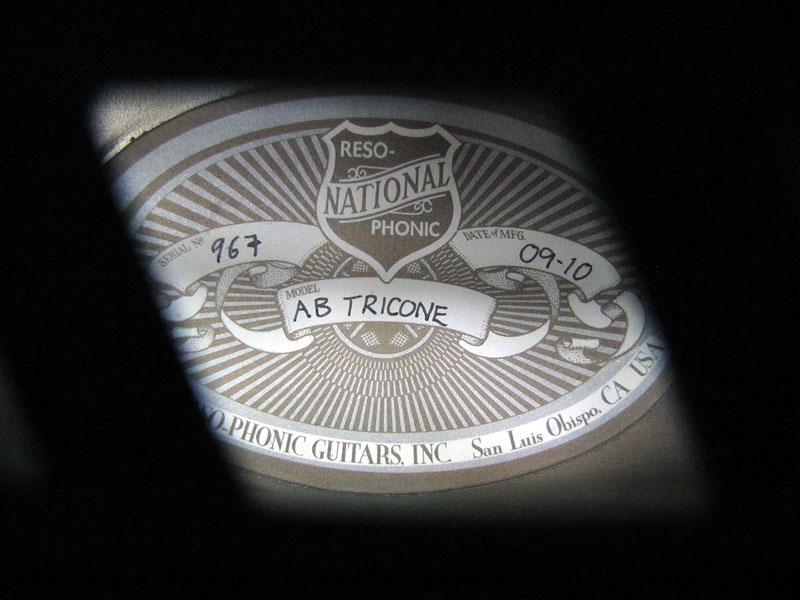 RESO-
NATIONAL
PHONIC
SERIAL Nº
967
DATE of MFG.
09-10
MODEL
AB TRICONE
O-PHONIC GUITARS, INC. San Luis Obispo, CA USA